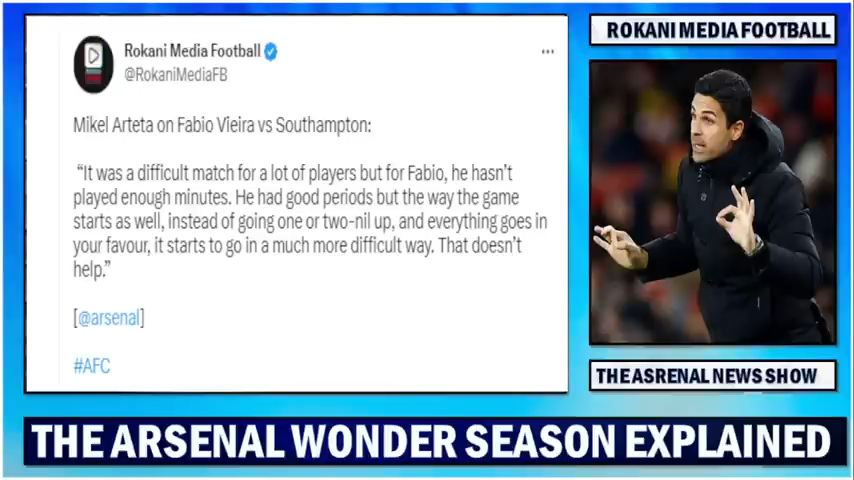 Rokani Media Football
@RokaniMediaFB
Mikel Arteta on Fabio Vieira vs Southampton:
“It was a difficult match for a lot of players but for Fabio, he hasn't
played enough minutes. He had good periods but the way the game
starts as well, instead of going one or two-nil up, and everything goes in
your favour, it starts to go in a much more difficult way. That doesn't
help.”
[@arsenal]
#AFC
ROKANI MEDIA FOOTBALL
THE ASRENAL NEWS SHOW
THE ARSENAL WONDER SEASON EXPLAINED